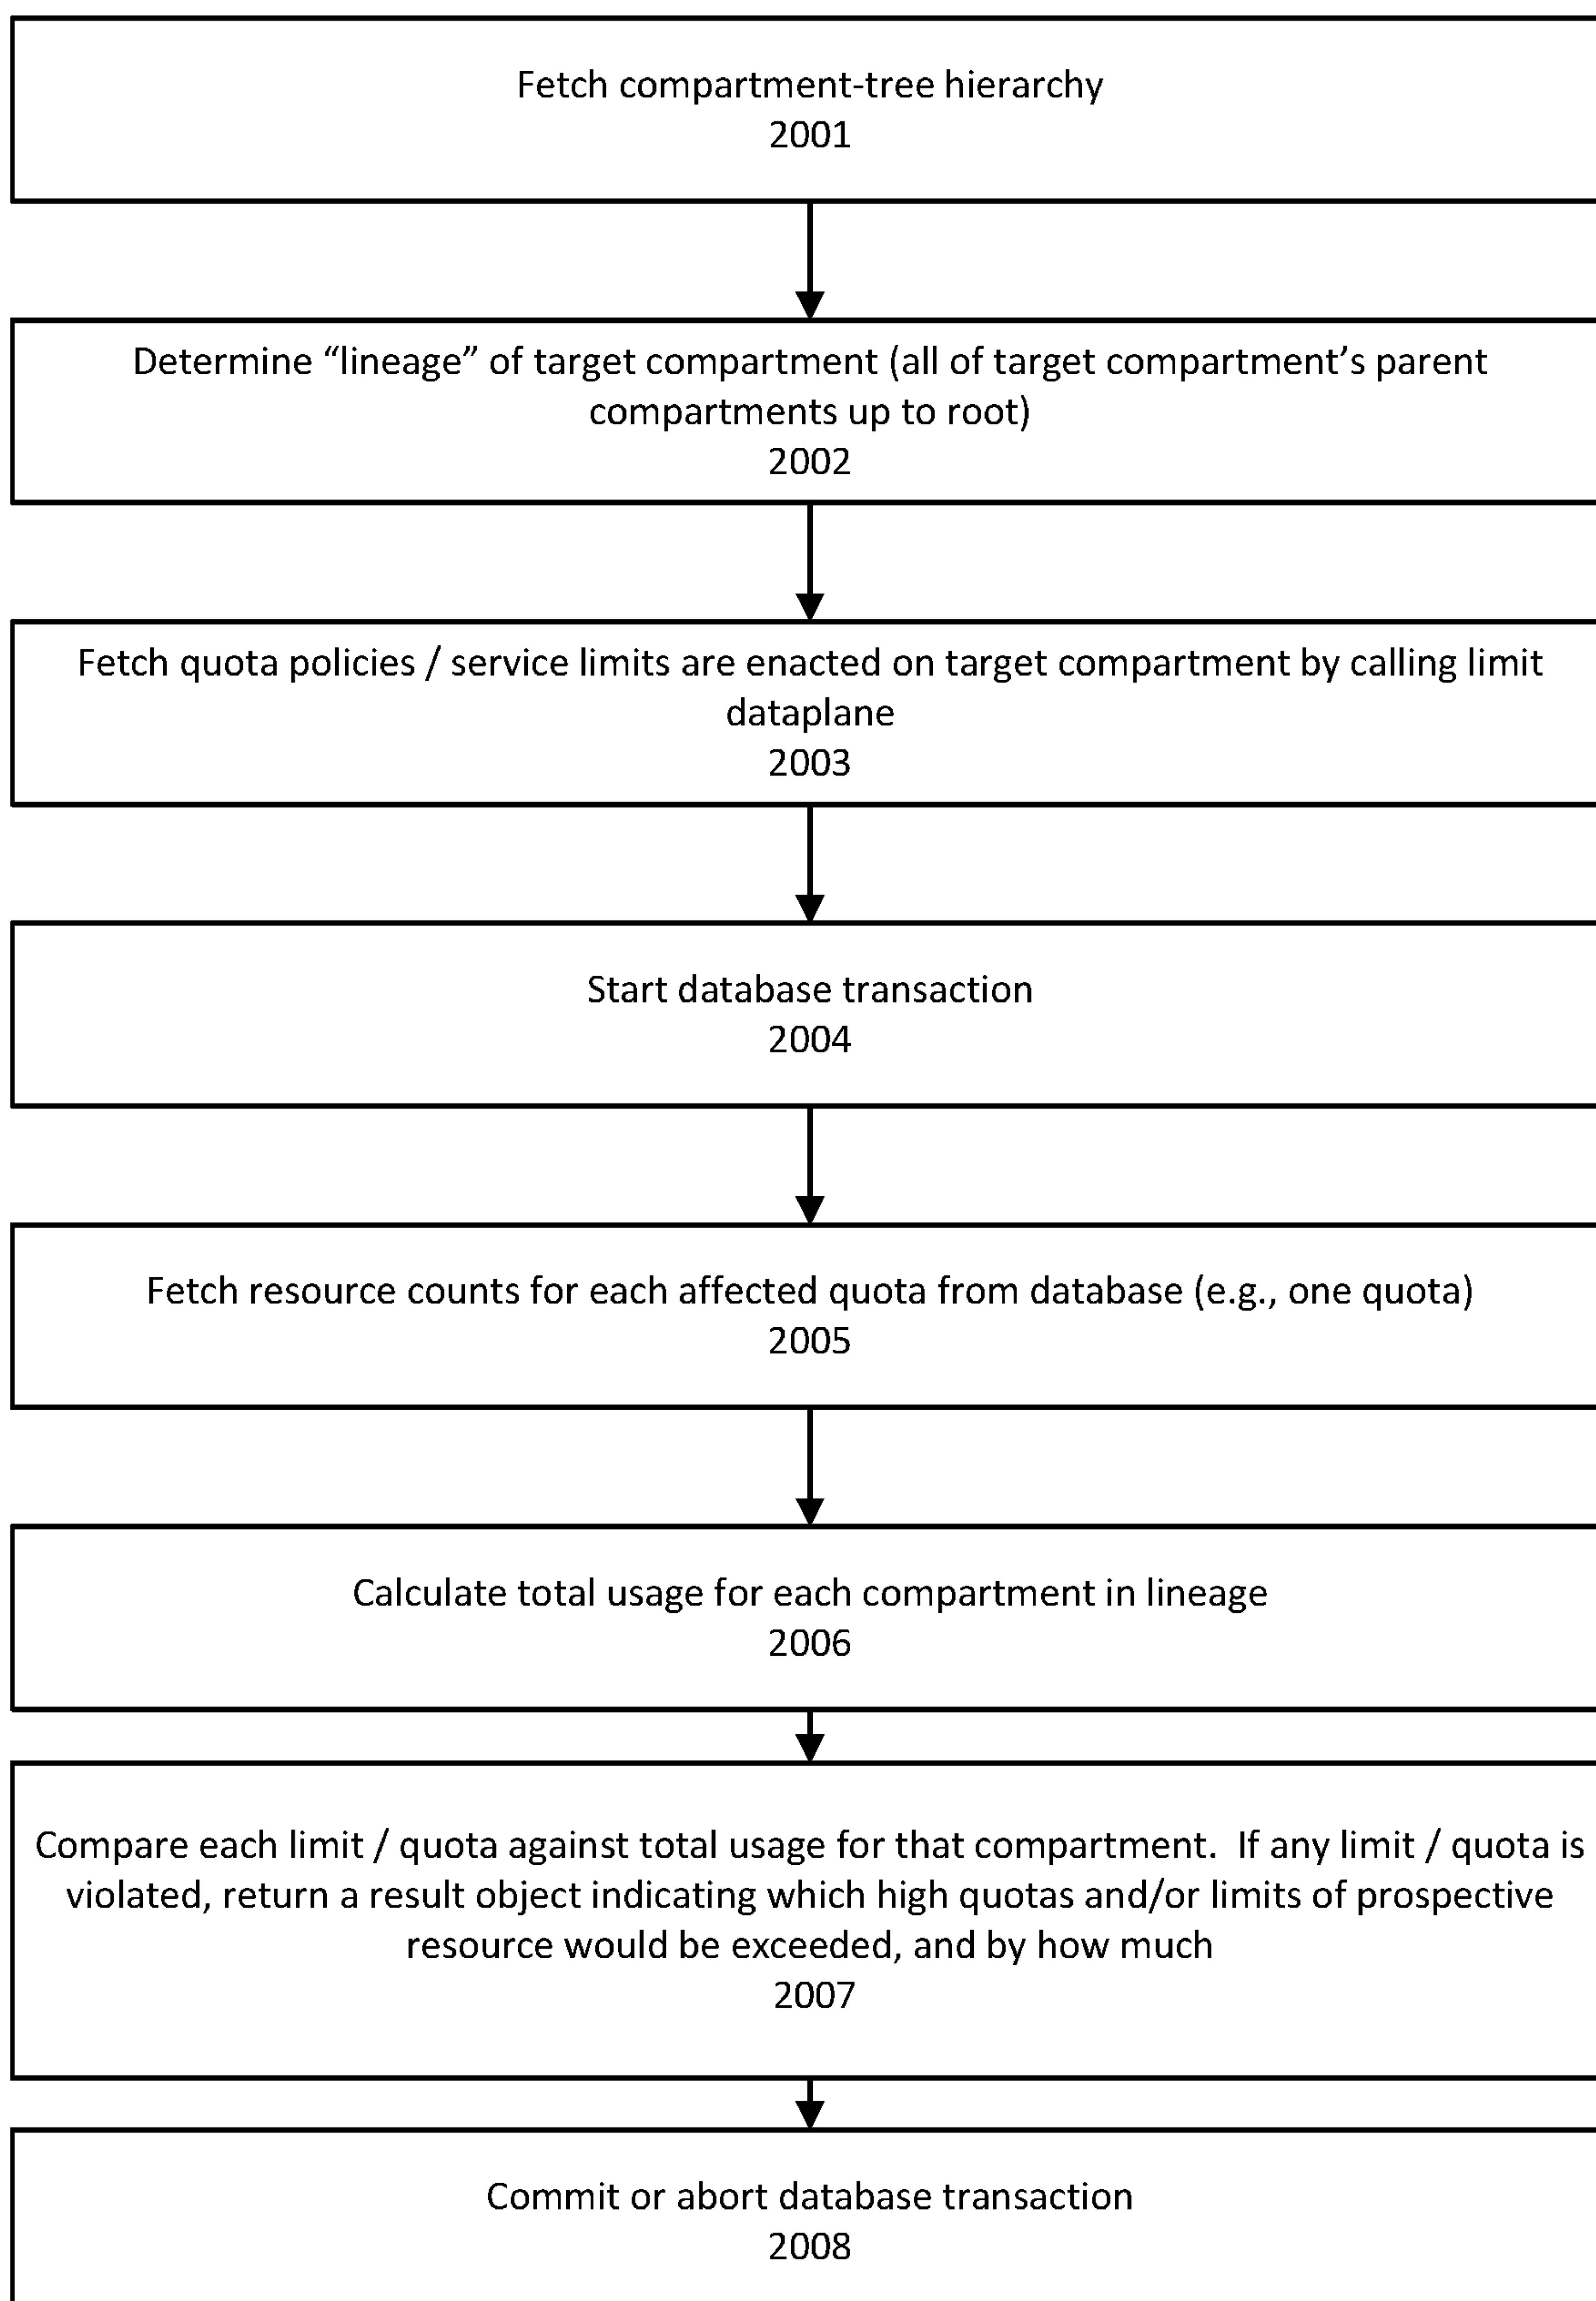 Fetch compartment-tree hierarchy
2001
Determine “lineage” of target compartment (all of target compartment’s parent
compartments up to root)
2002
Fetch quota policies / service limits are enacted on target compartment by calling limit
dataplane
2003
Start database transaction
2004
Fetch resource counts for each affected quota from database (e.g., one quota)
2005
Calculate total usage for each compartment in lineage
2006
Compare each limit / quota against total usage for that compartment.  If any limit / quota is
violated, return a result object indicating which high quotas and/or limits of prospective
resource would be exceeded, and by how much
2007
Commit or abort database transaction
2008